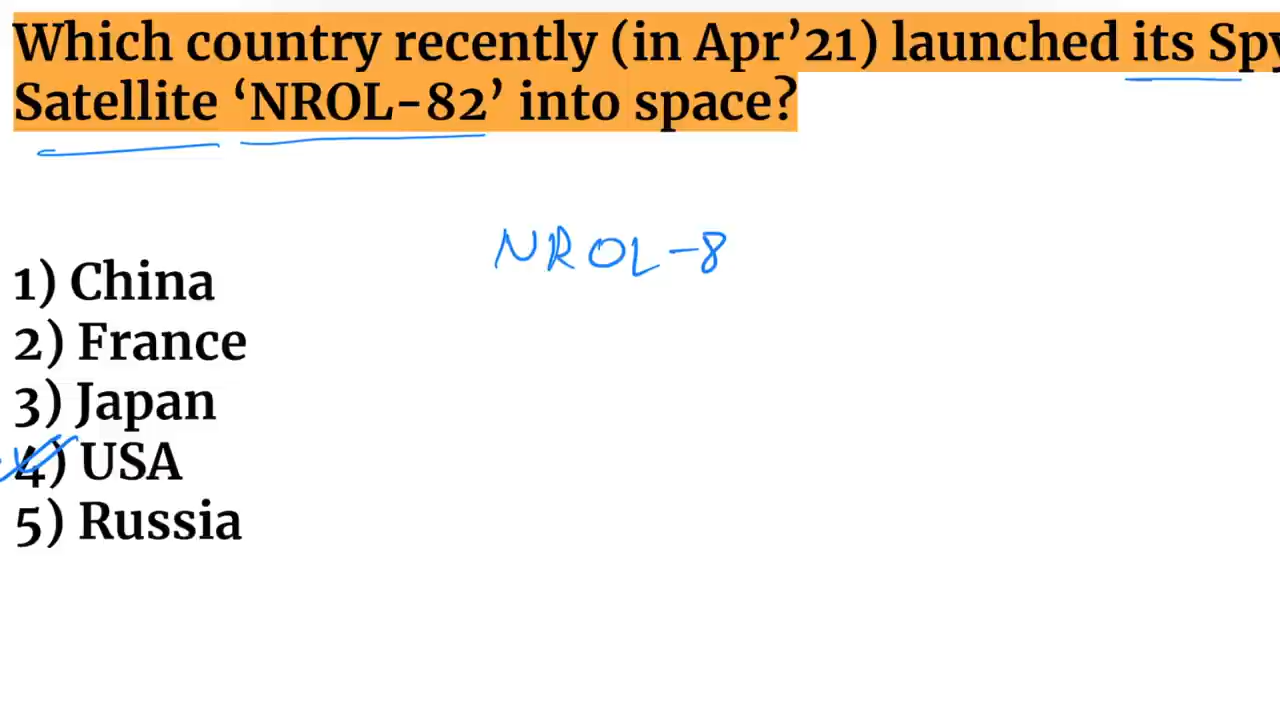 Which country recently (in Apr’21) launched its Spy
Satellite ‘NROL-82’ into space?
NROL-8
1) China
2) France
3) Japan
4) USA
5) Russia